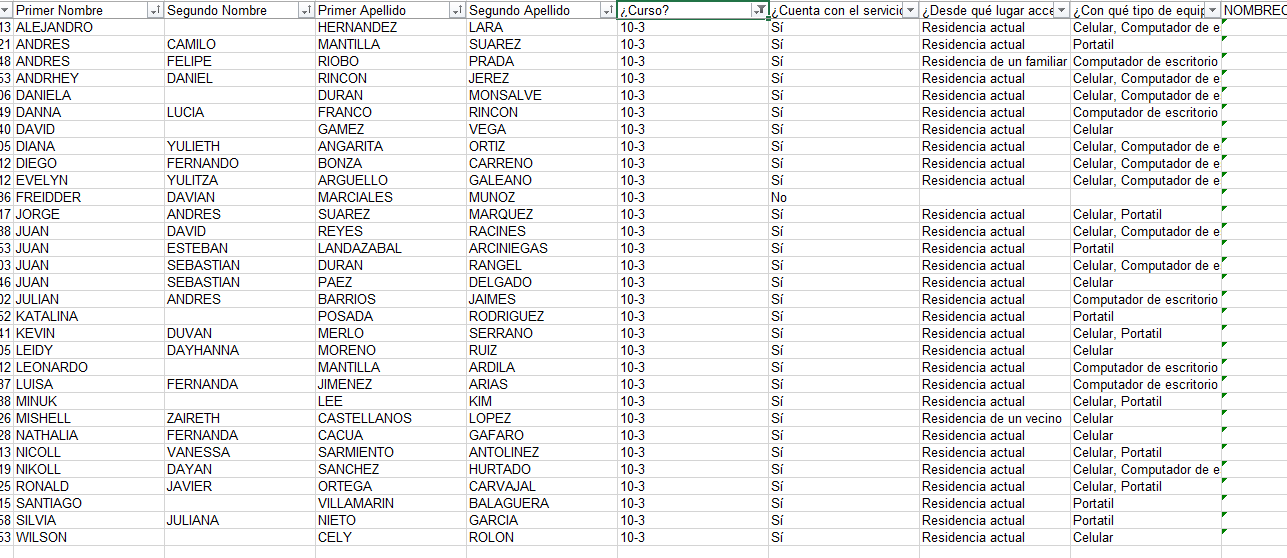 Primer Nombre Segundo Nombre Primer Apellido Segundo Apellido ¿Curso? ¿Cuenta con el servicio ¿Desde qué lugar acce ¿Con qué tipo de equip NOMBREC
13 ALEJANDRO HERNANDEZ LARA 10-3 Sí Residencia actual Celular, Computador de e
21 ANDRES CAMILO MANTILLA SUAREZ 10-3 Sí Residencia actual Portatil
48 ANDRES FELIPE RIOBO PRADA 10-3 Sí Residencia de un familiar Computador de escritorio
53 ANDRHEY DANIEL RINCON JEREZ 10-3 Sí Residencia actual Celular, Computador de e
06 DANIELA DURAN MONSALVE 10-3 Sí Residencia actual Celular, Computador de e
49 DANNA LUCIA FRANCO RINCON 10-3 Sí Residencia actual Computador de escritorio
40 DAVID GAMEZ VEGA 10-3 Sí Residencia actual Celular
05 DIANA YULIETH ANGARITA ORTIZ 10-3 Sí Residencia actual Celular, Computador de e
12 DIEGO FERNANDO BONZA CARRENO 10-3 Sí Residencia actual Celular, Computador de e
12 EVELYN YULITZA ARGUELLO GALEANO 10-3 Sí Residencia actual Celular, Computador de e
FREIDDER DAVIAN MARCIALES MUNOZ 10-3 No
17 JORGE ANDRES SUAREZ MARQUEZ 10-3 Sí Residencia actual Celular, Portatil
JUAN DAVID REYES RACINES 10-3 Sí Residencia actual Celular, Computador de e
53 JUAN ESTEBAN LANDAZABAL ARCINIEGAS 10-3 Sí Residencia actual Portatil
03 JUAN SEBASTIAN DURAN RANGEL 10-3 Sí Residencia actual Celular, Computador de e
46 JUAN SEBASTIAN PAEZ DELGADO 10-3 Sí Residencia actual Celular
02 JULIAN ANDRES BARRIOS JAIMES 10-3 Sí Residencia actual Computador de escritorio
52 KATALINA POSADA RODRIGUEZ 10-3 Sí Residencia actual Portatil
41 KEVIN DUVAN MERLO SERRANO 10-3 Sí Residencia actual Celular, Portatil
05 LEIDY DAYHANNA MORENO RUIZ 10-3 Sí Residencia actual Celular
12 LEONARDO MANTILLA ARDILA 10-3 Sí Residencia actual Computador de escritorio
37 LUISA FERNANDA JIMENEZ ARIAS 10-3 Sí Residencia actual Computador de escritorio
MINUK LEE KIM 10-3 Sí Residencia actual Celular, Portatil
26 MISHELL ZAIRETH CASTELLANOS LOPEZ 10-3 Sí Residencia de un vecino Celular
28 NATHALIA FERNANDA CACUA GAFARO 10-3 Sí Residencia actual Celular
13 NICOLL VANESSA SARMIENTO ANTOLINEZ 10-3 Sí Residencia actual Celular, Portatil
19 NIKOLL DAYAN SANCHEZ HURTADO 10-3 Sí Residencia actual Celular, Computador de e
25 RONALD JAVIER ORTEGA CARVAJAL 10-3 Sí Residencia actual Celular, Portatil
15 SANTIAGO VILLAMARIN BALAGUERA 10-3 Sí Residencia actual Portatil
58 SILVIA JULIANA NIETO GARCIA 10-3 Sí Residencia actual Portatil
53 WILSON CELY ROLON 10-3 Sí Residencia actual Celular